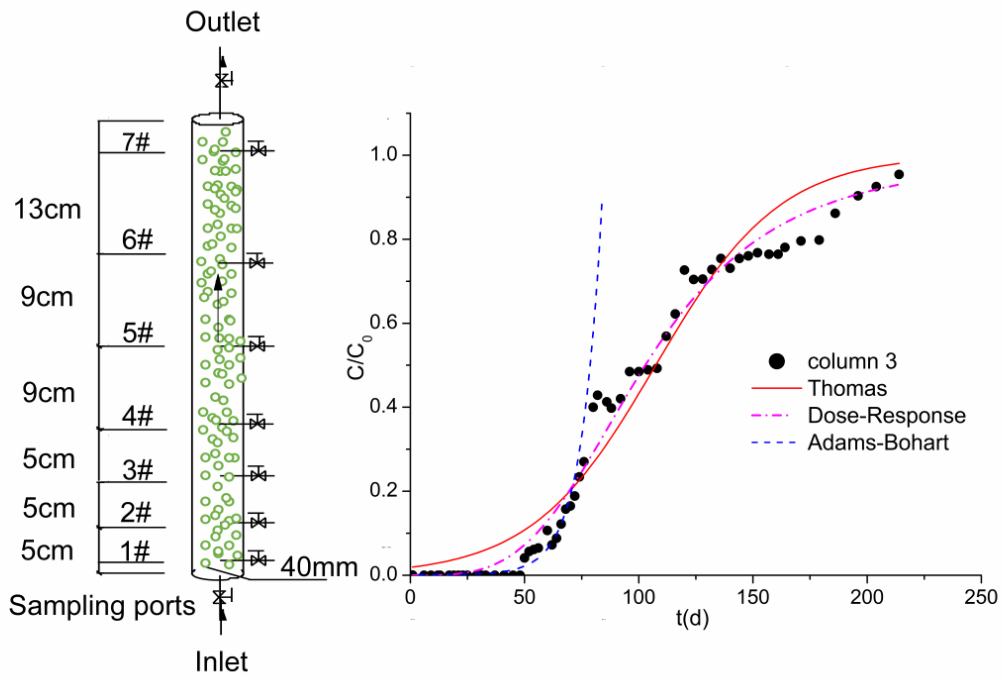 Outlet
7#
13cm
6#
9cm
5#
9cm
4#
5cm
3#
5cm
2#
5cm
1#
40mm
Sampling ports
Inlet
C/C₀
1.0
0.8
0.6
0.4
0.2
0.0
0
50
100
150
200
250
t(d)
column 3
Thomas
Dose-Response
Adams-Bohart